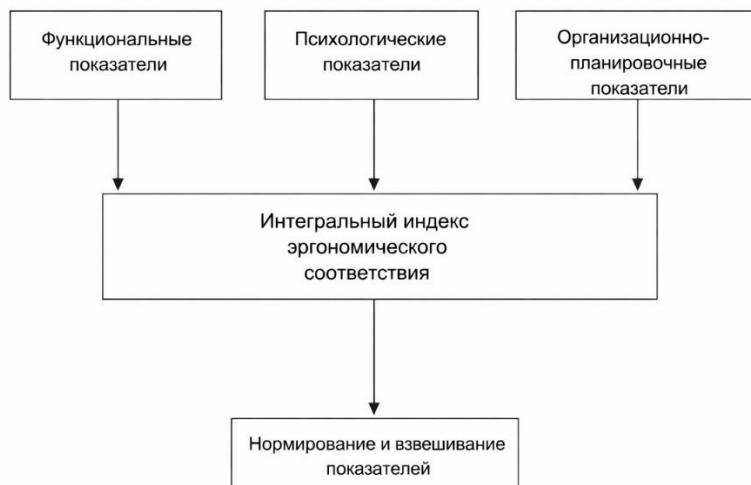 Функциональные
показатели
Психологические
показатели
Организационно-
планировочные
показатели
Интегральный индекс
эргономического
соответствия
Нормирование и взвешивание
показателей